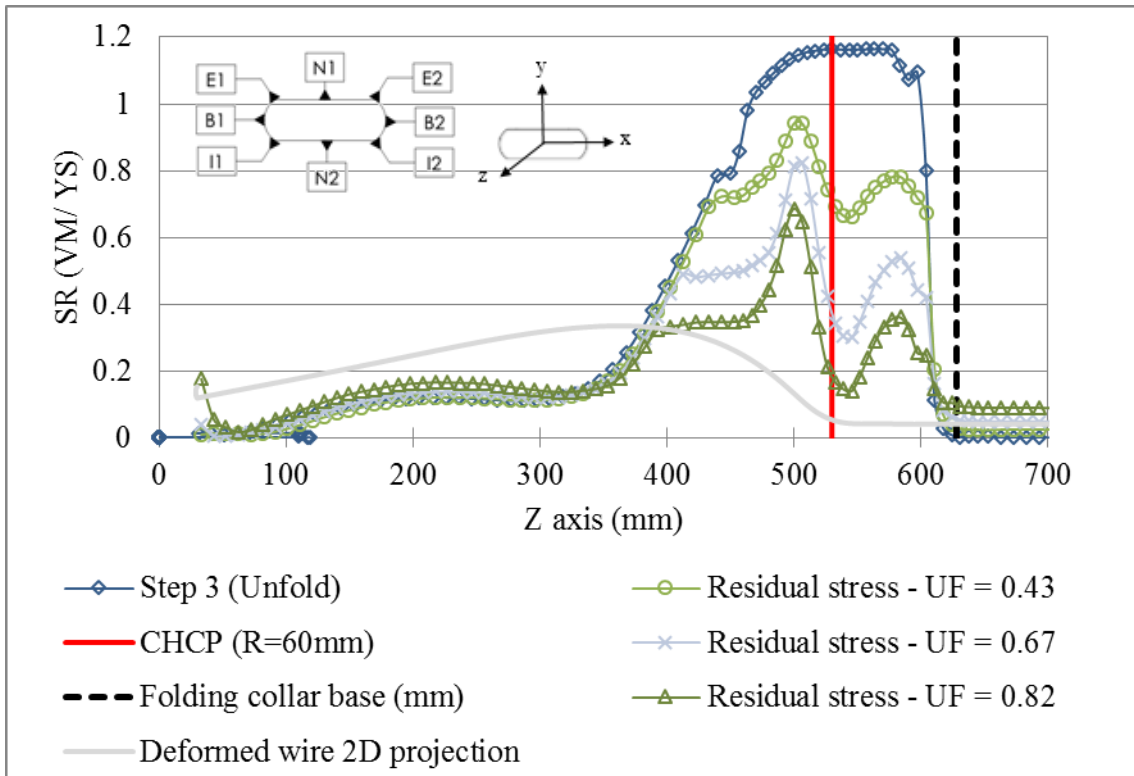 1.2
1
0.8
0.6
0.4
0.2
0
SR (VM/ YS)
E1
N1
E2
B1
B2
I1
N2
I2
y
x
z
0 100 200 300 400 500 600 700
Z axis (mm)
Step 3 (Unfold)
Residual stress - UF = 0.43
CHCP (R=60mm)
Residual stress - UF = 0.67
Folding collar base (mm)
Residual stress - UF = 0.82
Deformed wire 2D projection